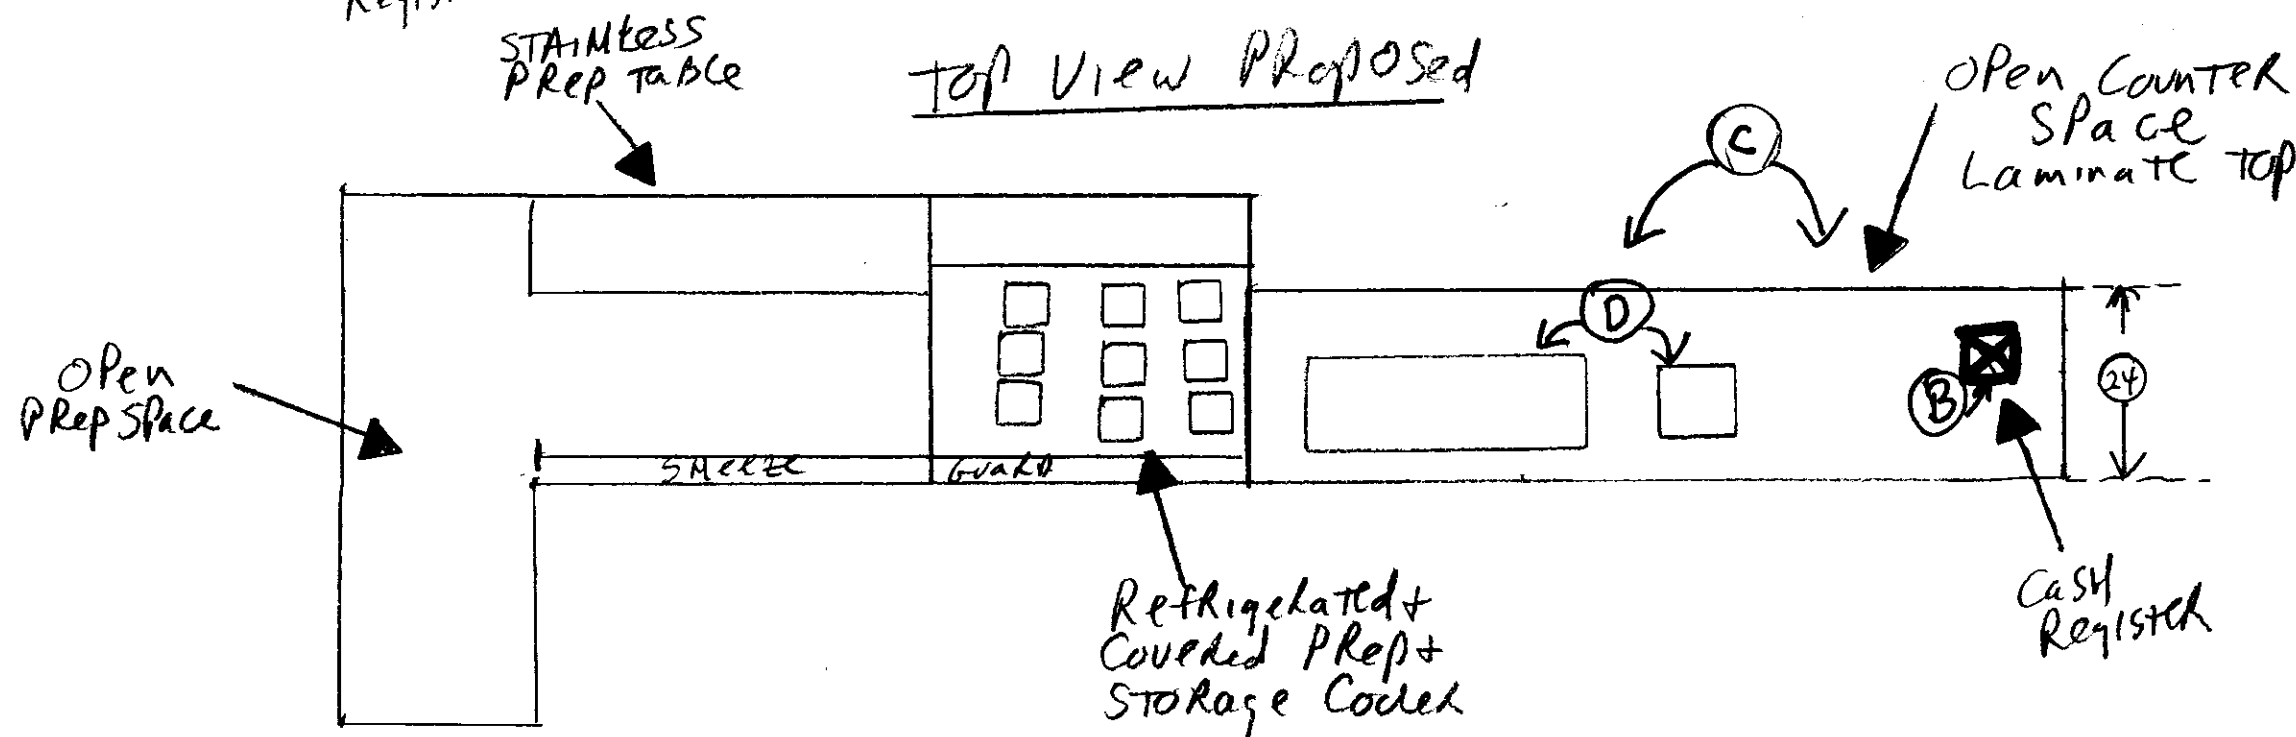 STAINLESS
PREP TABLE
TOP VIEW PROPOSED
OPEN COUNTER
SPACE
LAMINATE TOP
C
D
B
24
OPEN
PREP SPACE
SNEEZE GUARD
CASH
REGISTER
REFRIGERATED +
COVERED PREP +
STORAGE COOLER